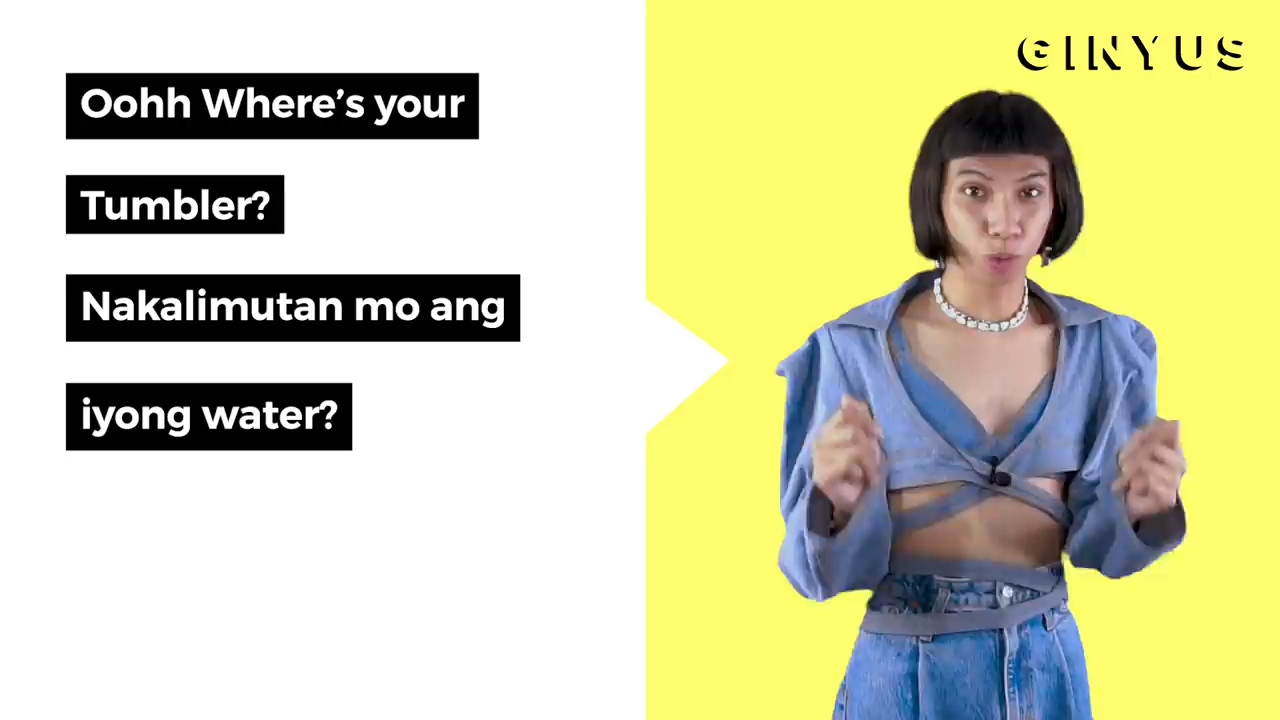 GINYUS
Oohh Where’s your
Tumbler?
Nakalimutan mo ang
iyong water?